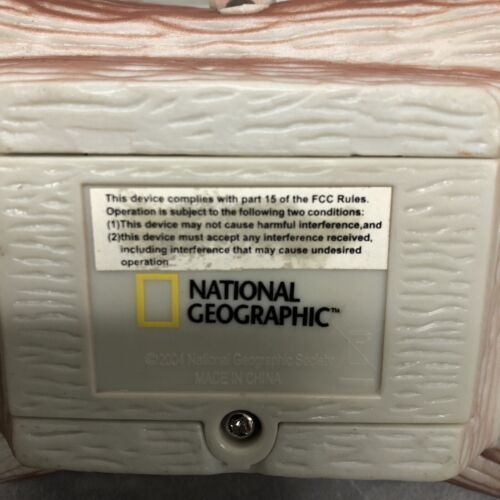 This device complies with part 15 of the FCC Rules.
Operation is subject to the following two conditions:
(1)This device may not cause harmful interference,and
(2)this device must accept any interference received,
including interference that may cause undesired
operation.
NATIONAL
GEOGRAPHIC™
©2004 National Geographic Society
MADE IN CHINA